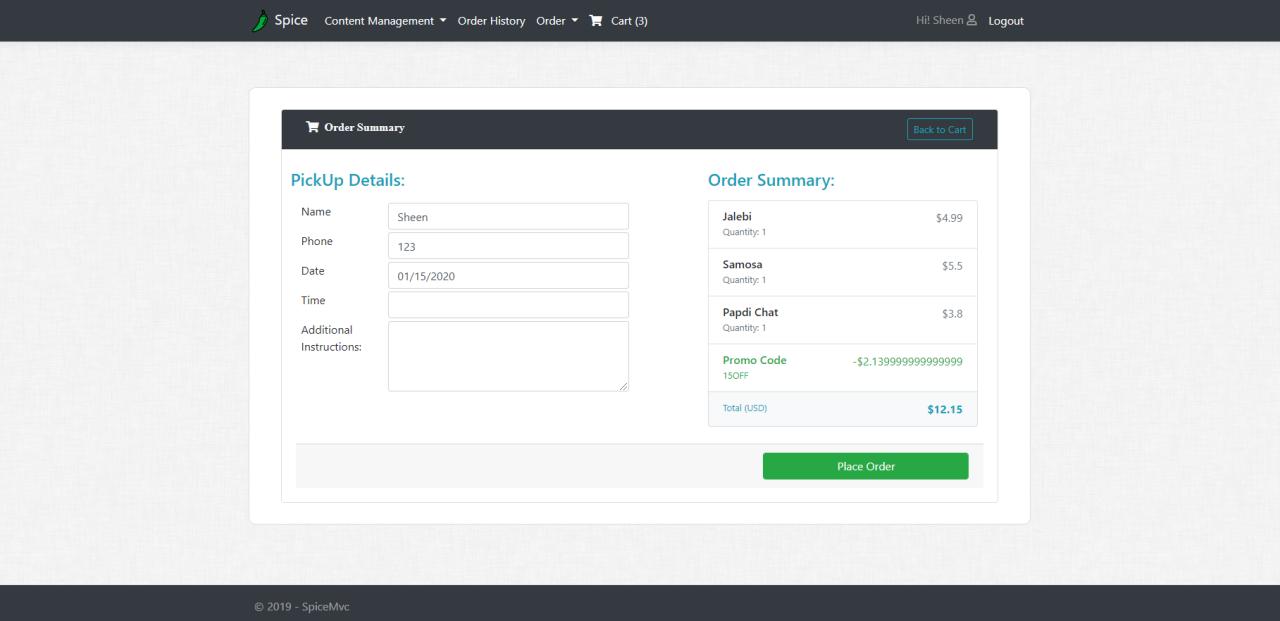 Spice Content Management Order History Order Cart (3) Hi! Sheen Logout
Order Summary Back to Cart
PickUp Details:
Name Sheen
Phone 123
Date 01/15/2020
Time
Additional
Instructions:
Order Summary:
Jalebi $4.99
Quantity: 1
Samosa $5.5
Quantity: 1
Papdi Chat $3.8
Quantity: 1
Promo Code -$2.139999999999999
15OFF
Total (USD) $12.15
Place Order
© 2019 - SpiceMvc